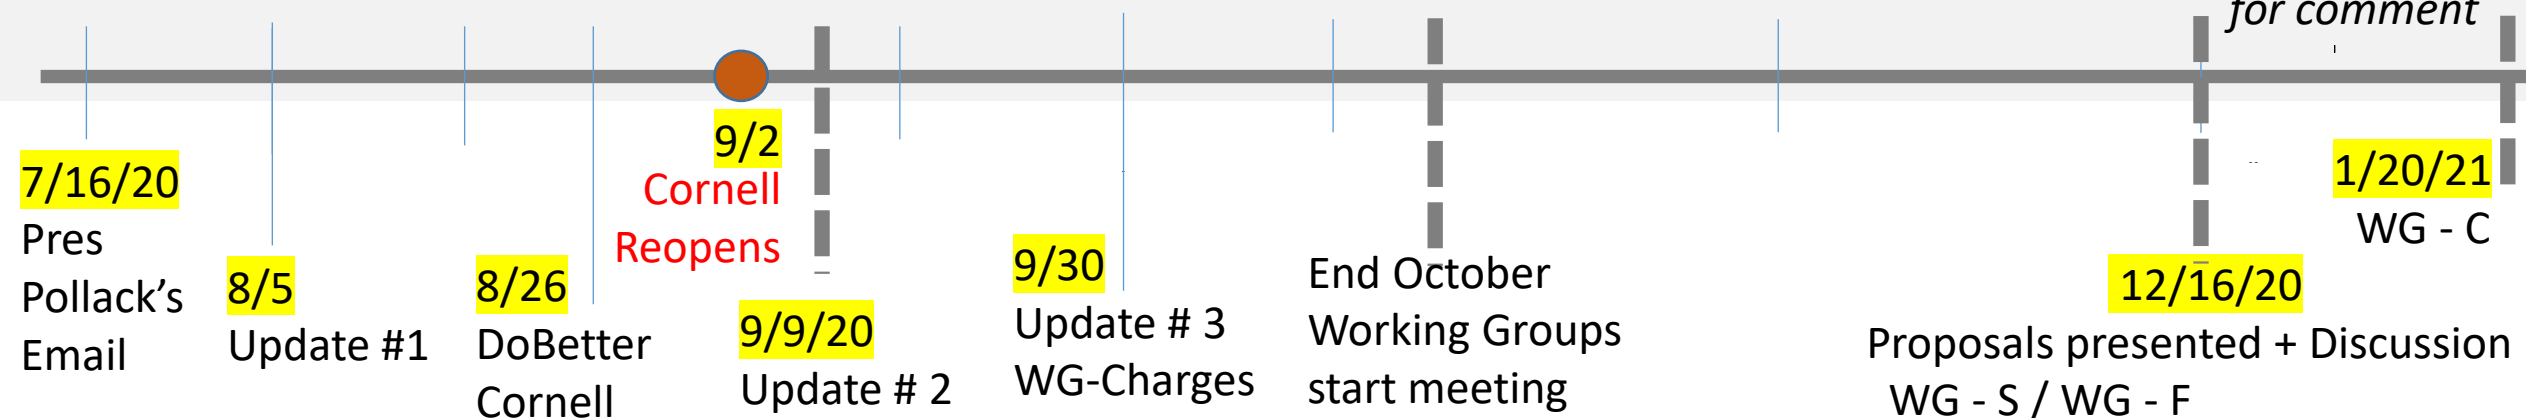 for comment
7/16/20
Pres
Pollack’s
Email
8/5
Update #1
8/26
DoBetter
Cornell
9/2
Cornell
Reopens
9/9/20
Update # 2
9/30
Update # 3
WG-Charges
End October
Working Groups
start meeting
12/16/20
Proposals presented + Discussion
WG - S / WG - F
1/20/21
WG - C